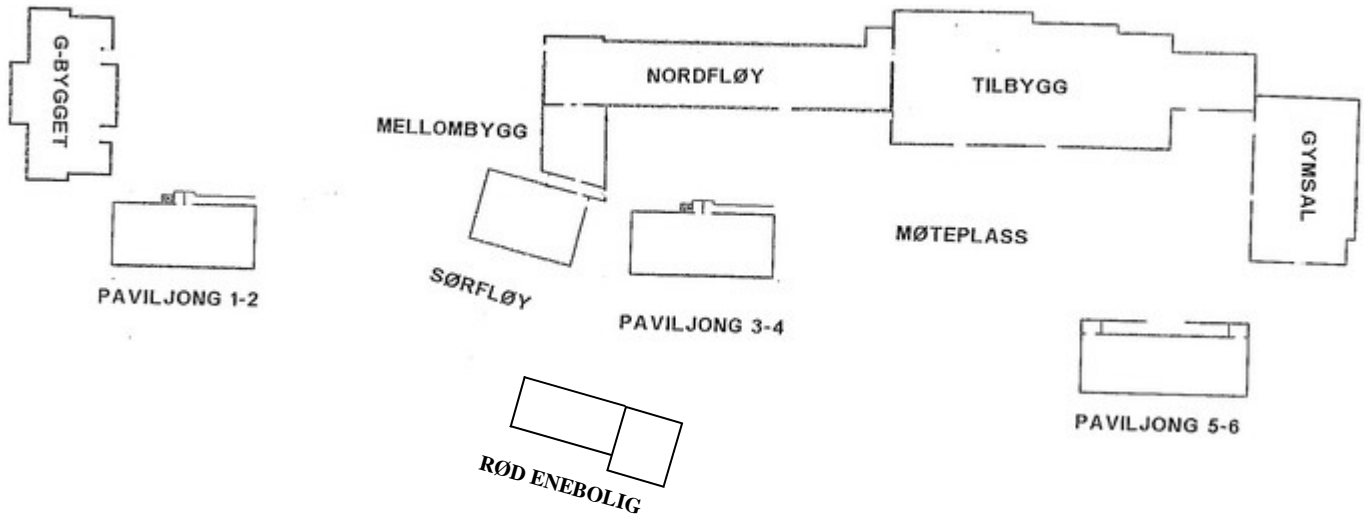 G-BYGGET
NORDFLØY
TILBYGG
MELLOMBYGG
GYMSAL
MØTEPLASS
SØRFLØY
PAVILJONG 1-2
PAVILJONG 3-4
PAVILJONG 5-6
RØD ENEBOLIG